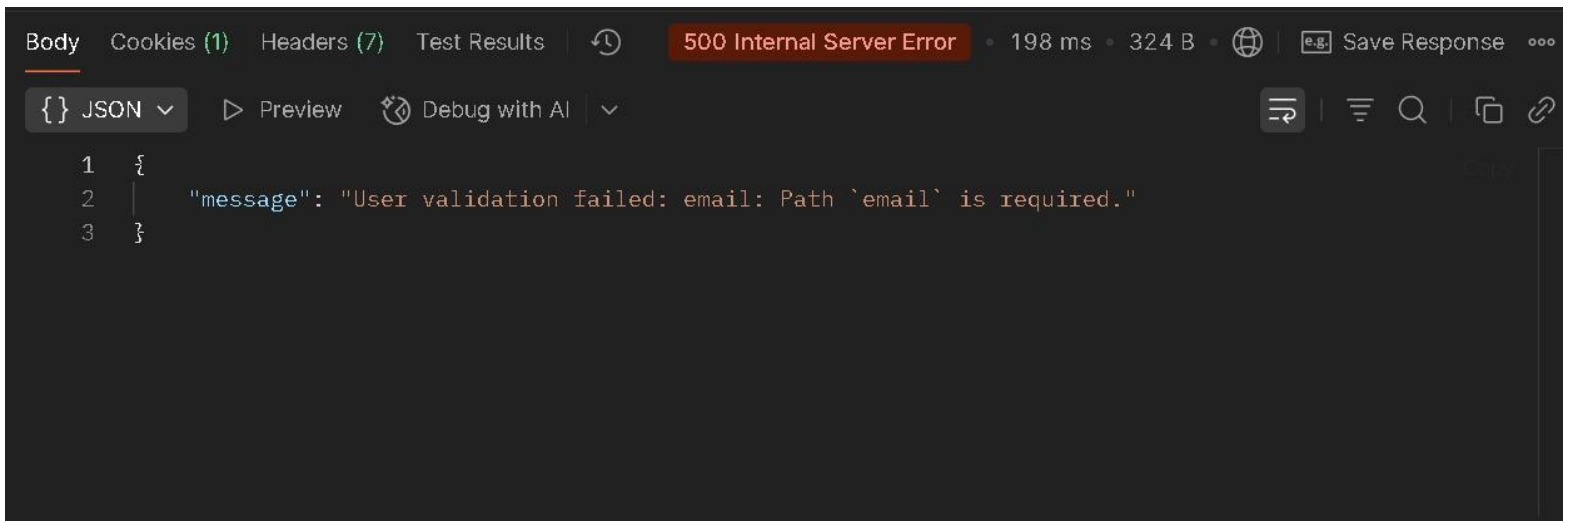 Body Cookies (1) Headers (7) Test Results 500 Internal Server Error • 198 ms • 324 B • e.g. Save Response
{} JSON Preview Debug with AI
Copy
1 {
2 "message": "User validation failed: email: Path `email` is required."
3 }